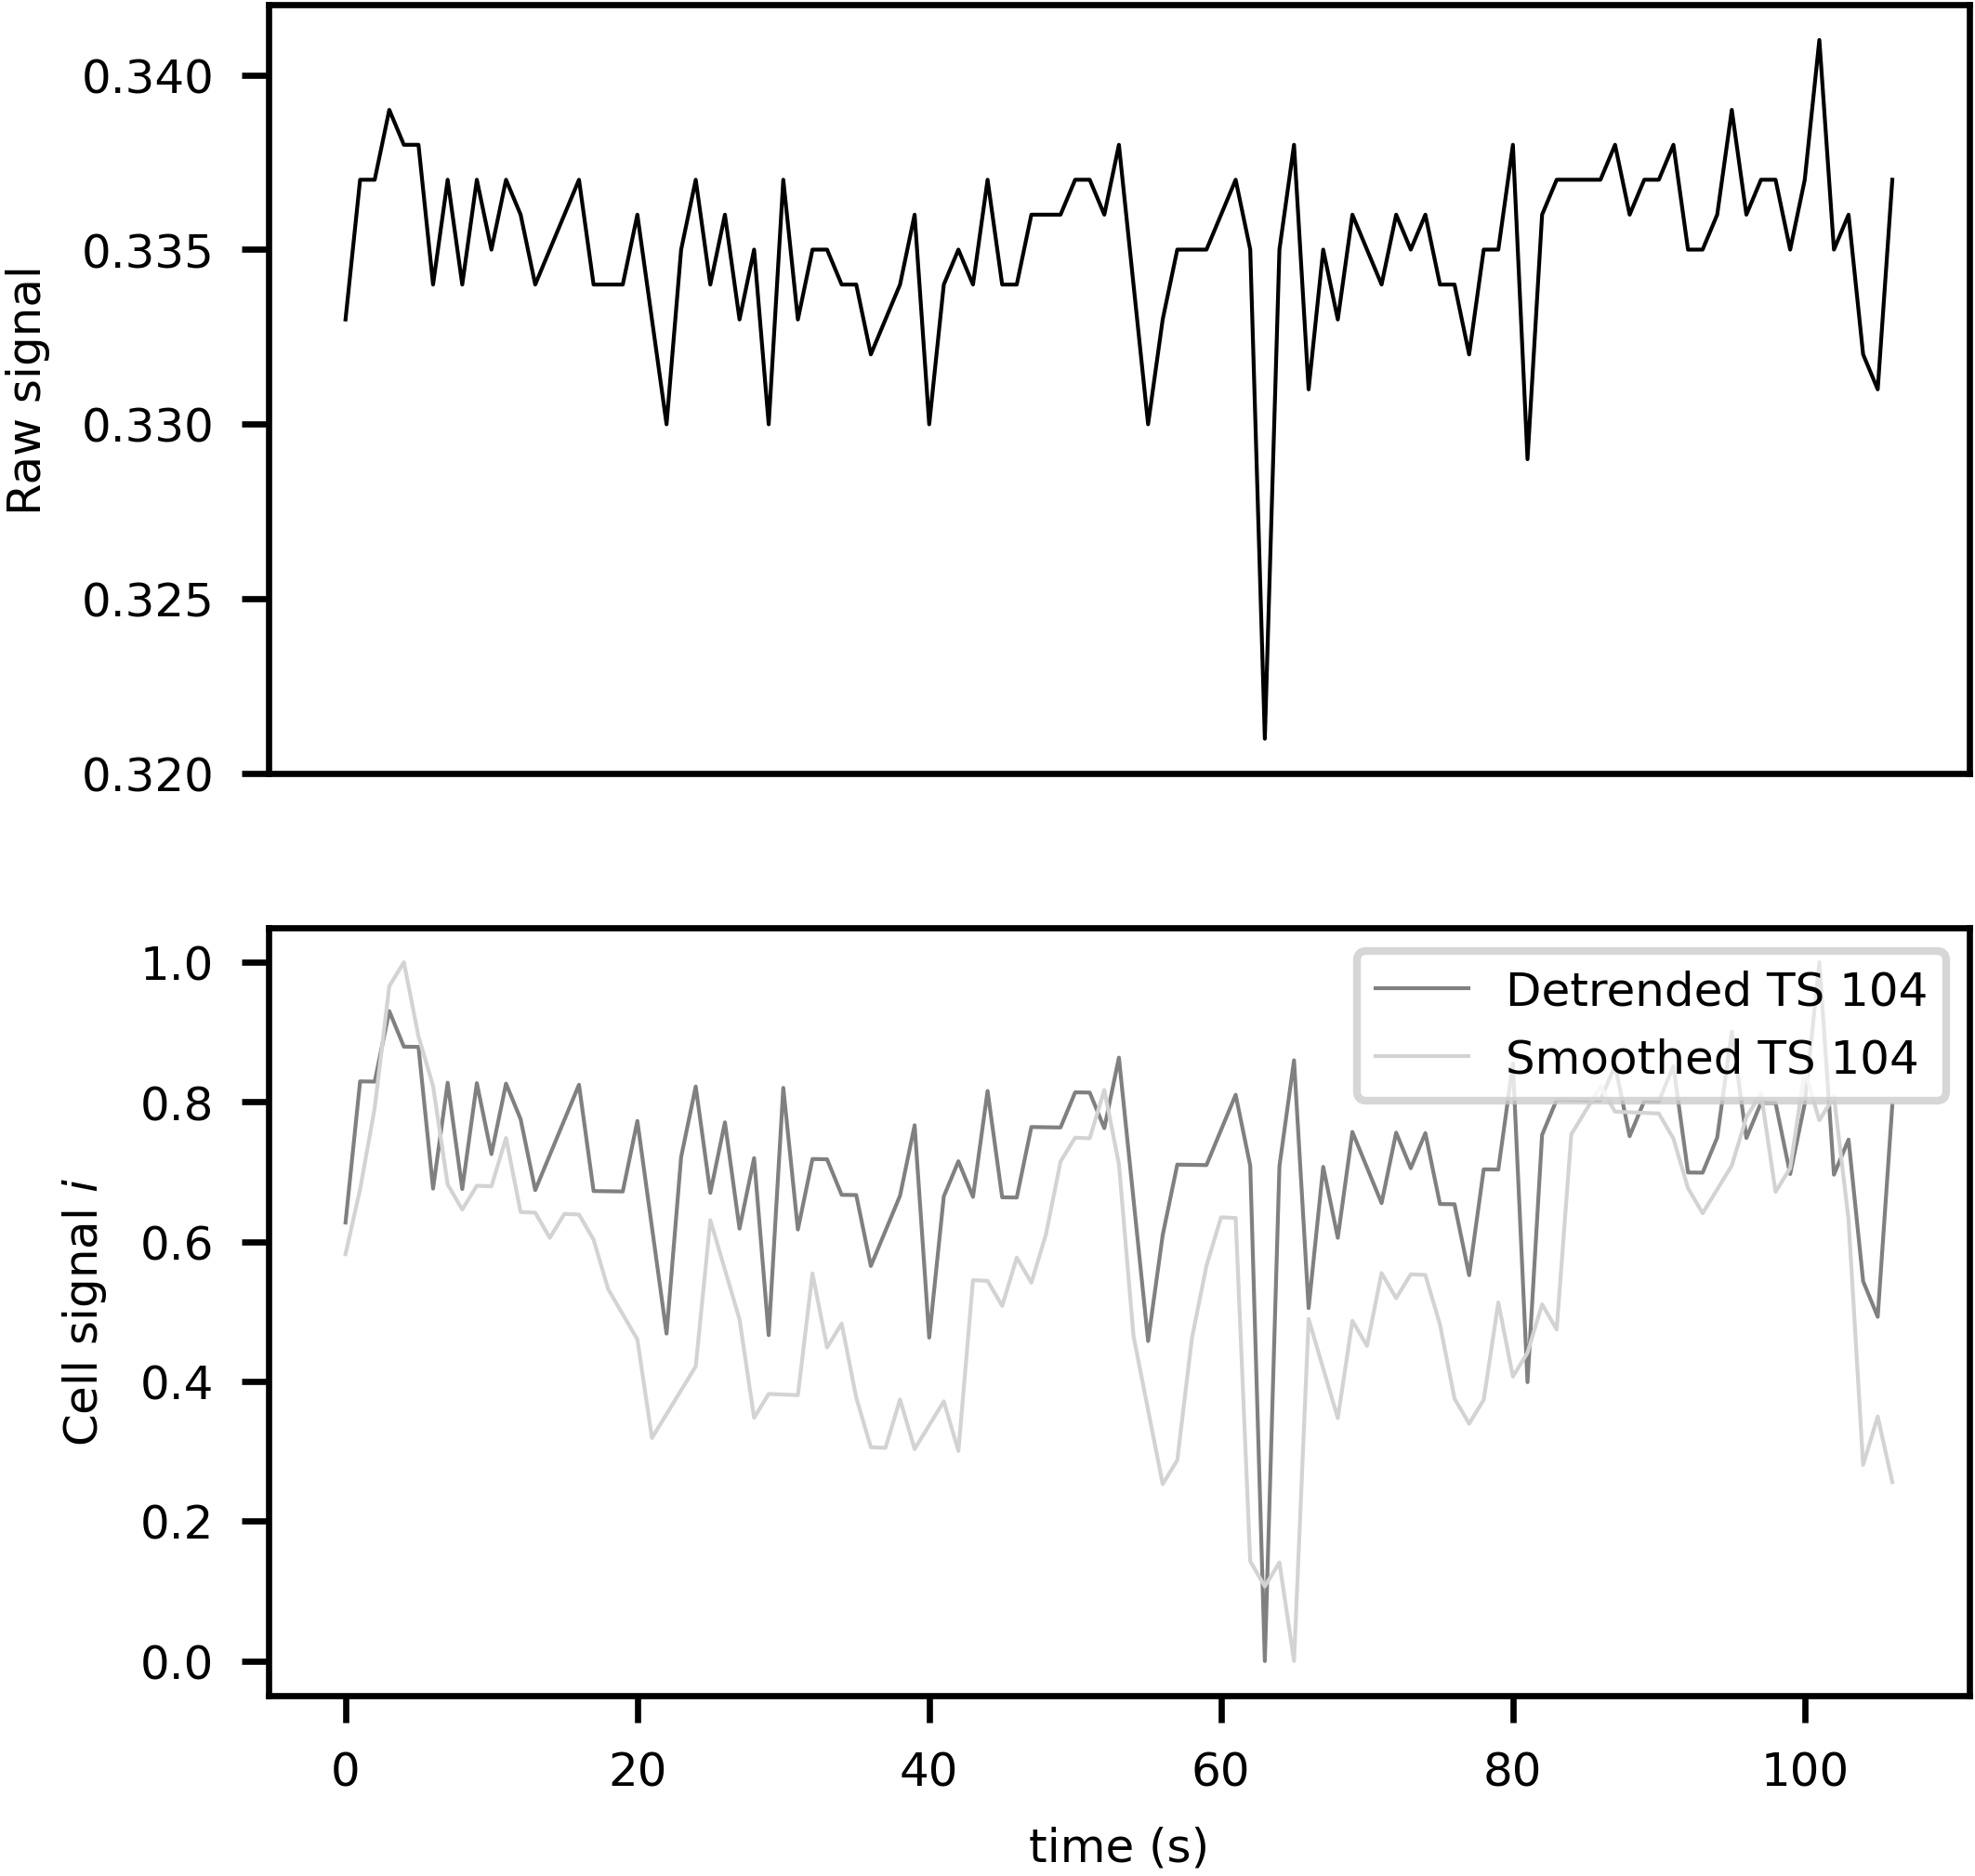 0.340
0.335
0.330
0.325
0.320
Raw signal
1.0
0.8
0.6
0.4
0.2
0.0
Cell signal i
Detrended TS 104
Smoothed TS 104
0 20 40 60 80 100
time (s)